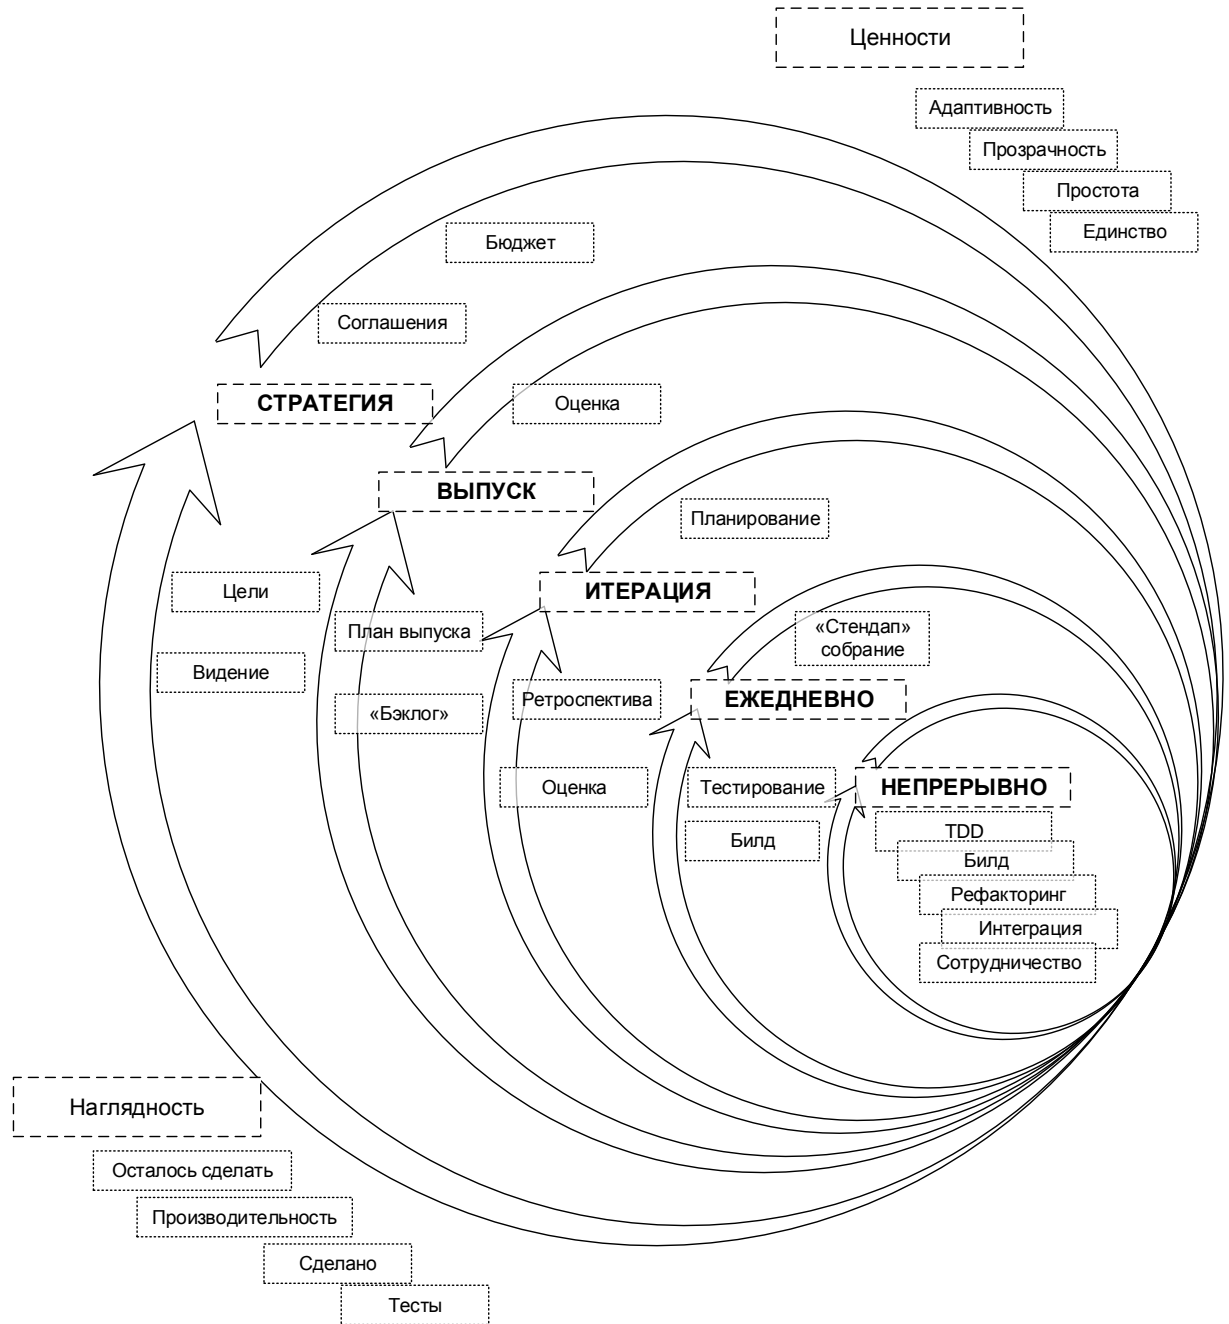 Ценности
Адаптивность
Прозрачность
Простота
Единство
Бюджет
Соглашения
СТРАТЕГИЯ
Оценка
ВЫПУСК
Планирование
ИТЕРАЦИЯ
Цели
План выпуска
«Стендап»
собрание
Видение
«Бэклог»
Ретроспектива
ЕЖЕДНЕВНО
Оценка
Тестирование
НЕПРЕРЫВНО
Билд
TDD
Билд
Рефакторинг
Интеграция
Сотрудничество
Наглядность
Осталось сделать
Производительность
Сделано
Тесты